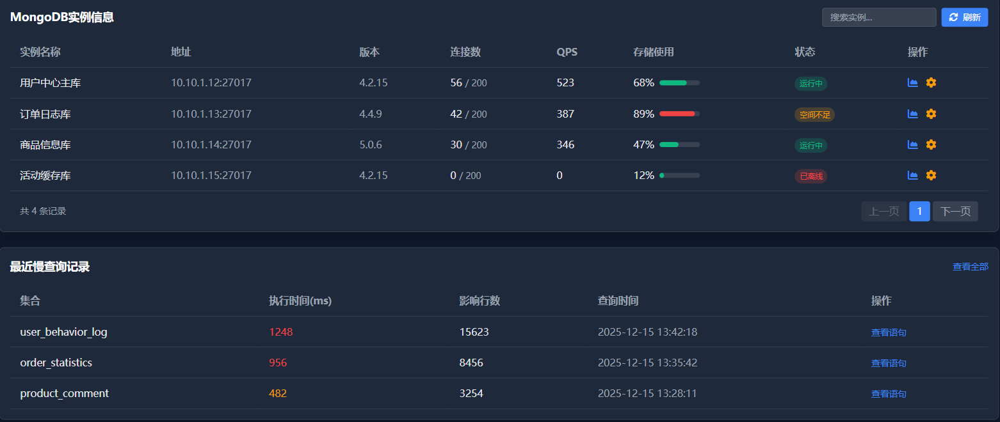 MongoDB实例信息 搜索实例... 刷新
实例名称 地址 版本 连接数 QPS 存储使用 状态 操作
用户中心主库 10.10.1.12:27017 4.2.15 56 / 200 523 68% 运行中
订单日志库 10.10.1.13:27017 4.4.9 42 / 200 387 89% 空间不足
商品信息库 10.10.1.14:27017 5.0.6 30 / 200 346 47% 运行中
活动缓存库 10.10.1.15:27017 4.2.15 0 / 200 0 12% 已离线
共 4 条记录 上一页 1 下一页
最近慢查询记录 查看全部
集合 执行时间(ms) 影响行数 查询时间 操作
user_behavior_log 1248 15623 2025-12-15 13:42:18 查看语句
order_statistics 956 8456 2025-12-15 13:35:42 查看语句
product_comment 482 3254 2025-12-15 13:28:11 查看语句